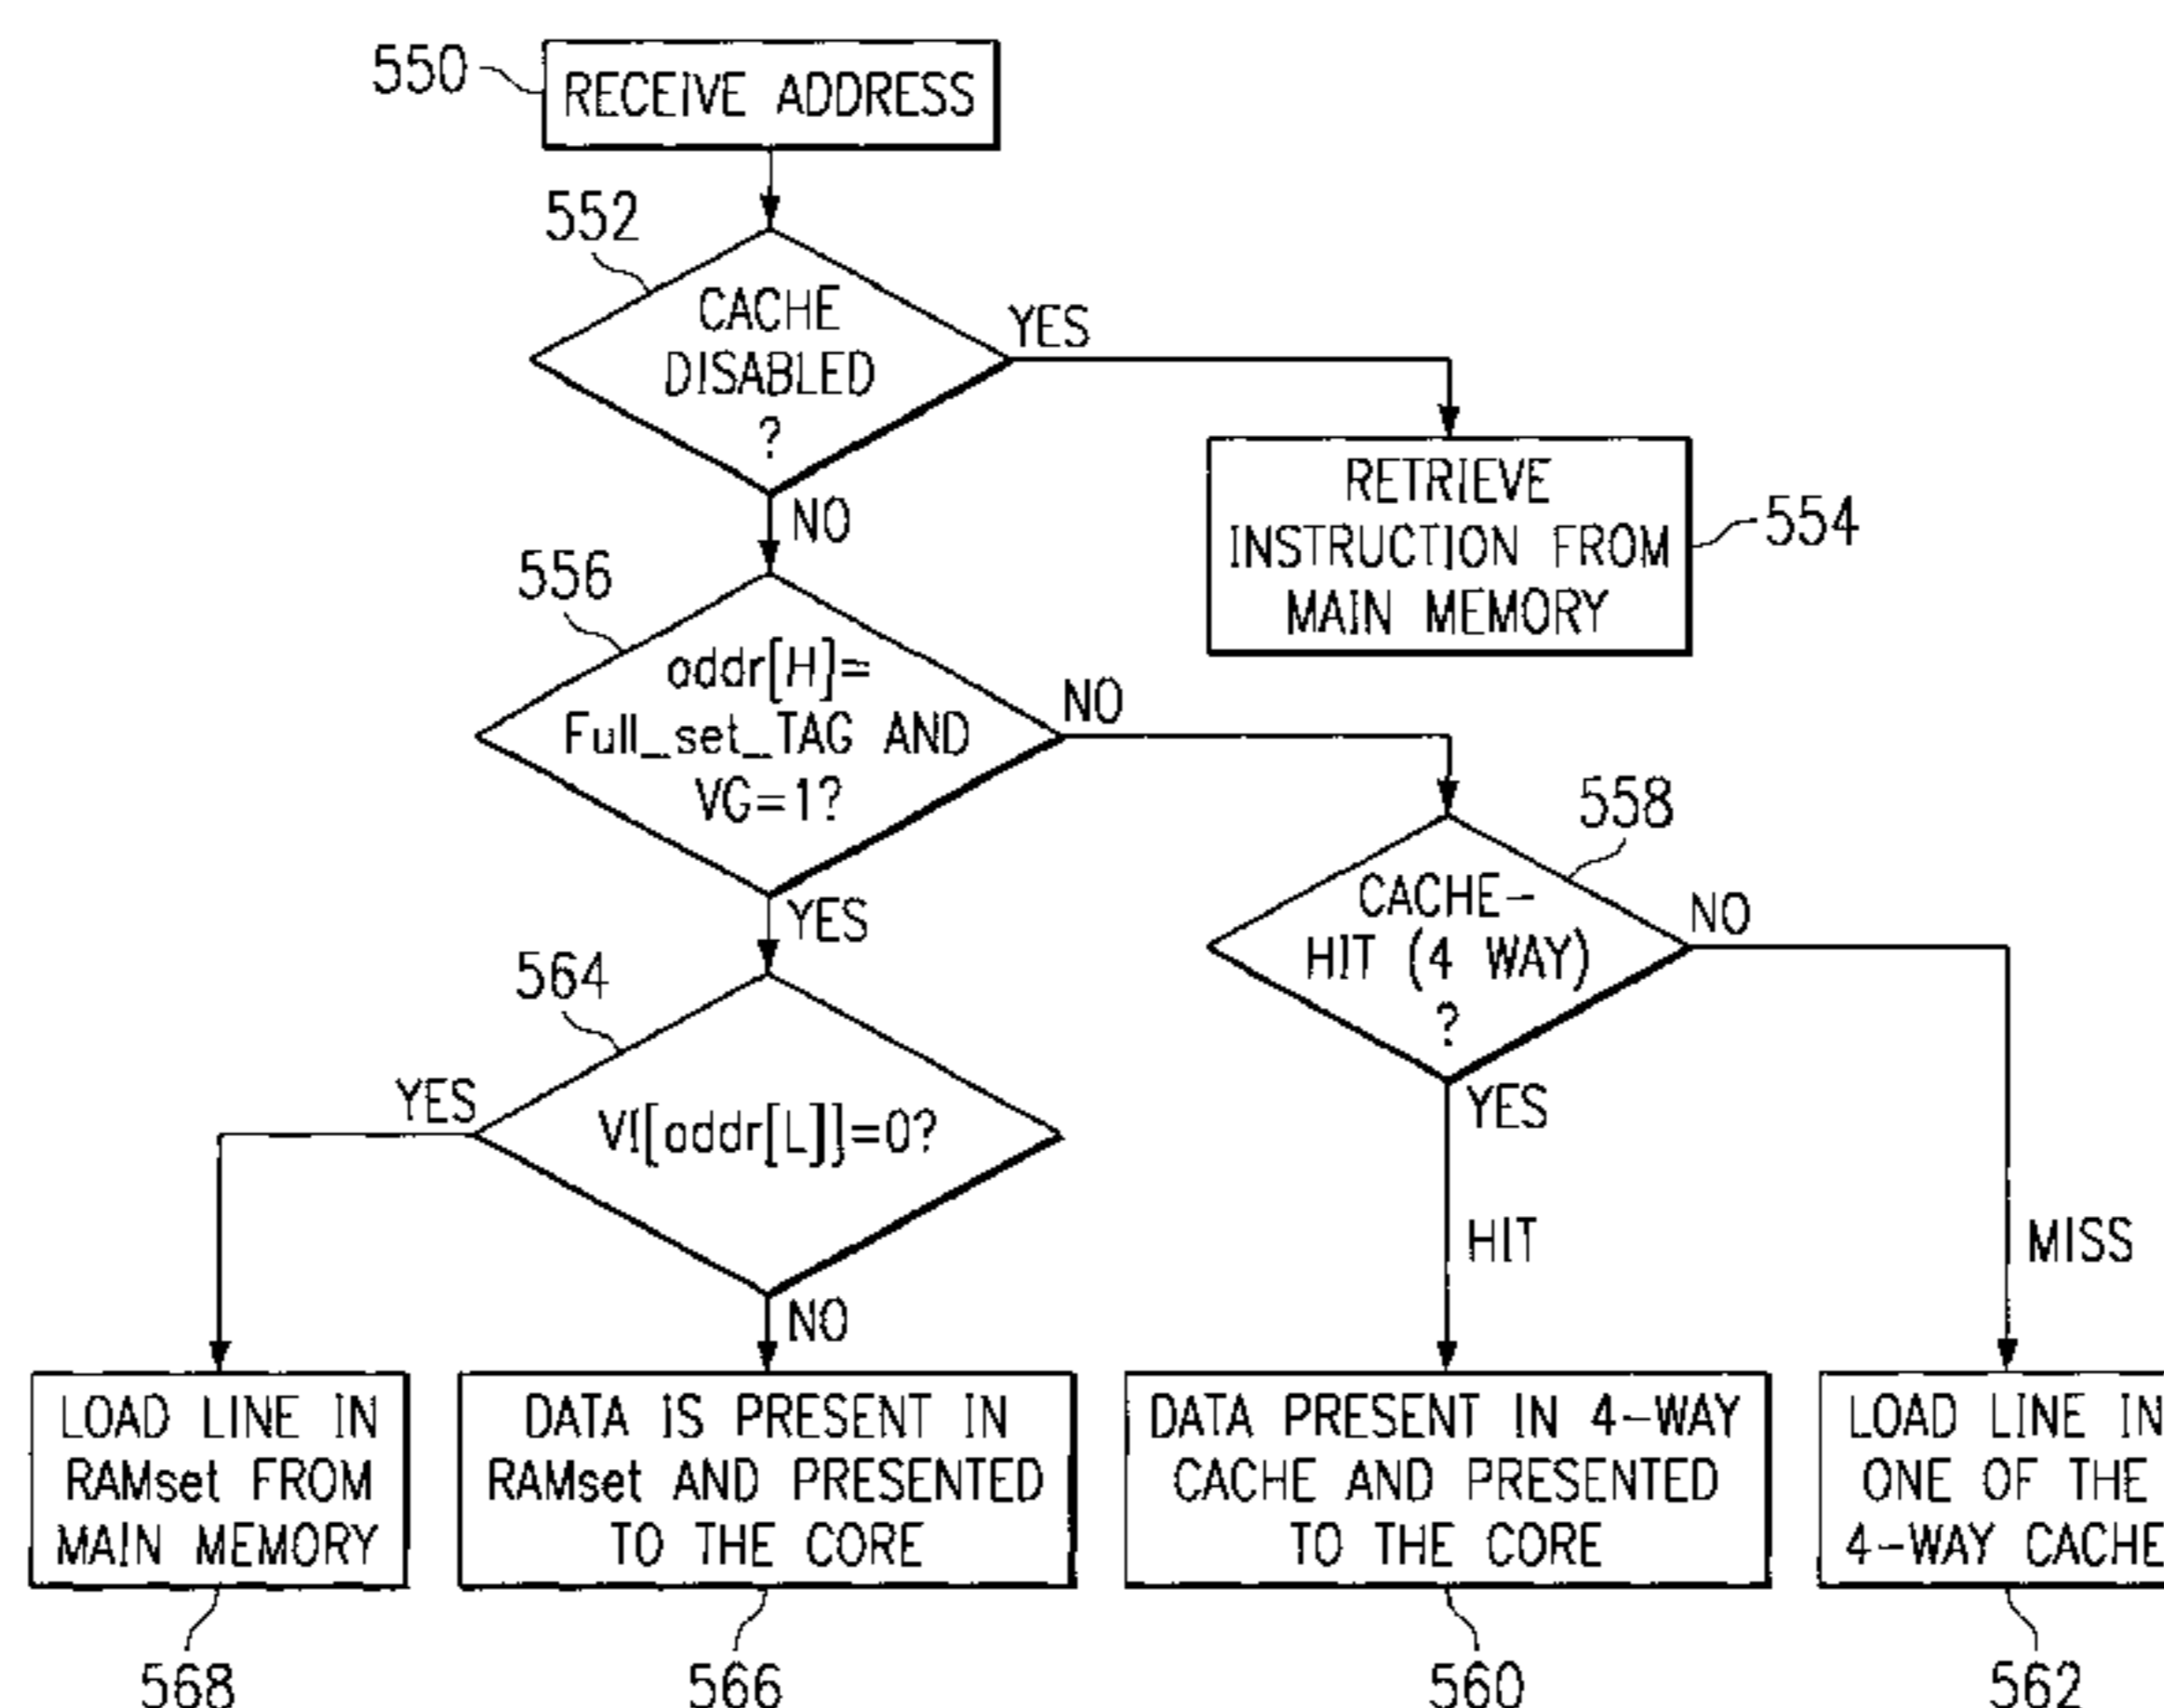 550
RECEIVE ADDRESS
552
CACHE
DISABLED
?
YES
NO
RETRIEVE
INSTRUCTION FROM
MAIN MEMORY
554
556
addr[H]=
Full_set_TAG AND
VG=1?
NO
YES
558
CACHE-
HIT (4 WAY)
?
NO
YES
HIT
MISS
564
VI[addr[L]]=0?
YES
NO
LOAD LINE IN
RAMset FROM
MAIN MEMORY
568
DATA IS PRESENT IN
RAMset AND PRESENTED
TO THE CORE
566
DATA PRESENT IN 4-WAY
CACHE AND PRESENTED
TO THE CORE
560
LOAD LINE IN
ONE OF THE
4-WAY CACHE
562